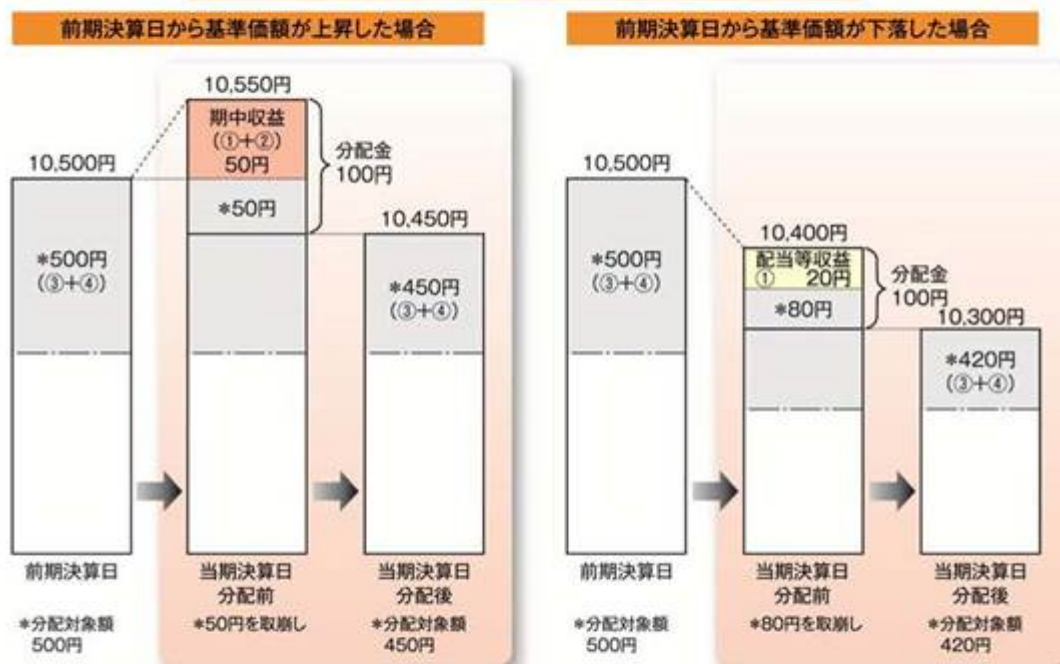 前期決算日から基準価額が上昇した場合
10,550円
期中収益
(①+②)
50円
分配金
100円
10,500円
*50円
10,450円
*500円
(③+④)
*450円
(③+④)
前期決算日
当期決算日
分配前
当期決算日
分配後
*分配対象額
500円
*50円を取崩し
*分配対象額
450円
前期決算日から基準価額が下落した場合
10,500円
10,400円
配当等収益
① 20円
分配金
100円
*500円
(③+④)
*80円
10,300円
*420円
(③+④)
前期決算日
当期決算日
分配前
当期決算日
分配後
*分配対象額
500円
*80円を取崩し
*分配対象額
420円